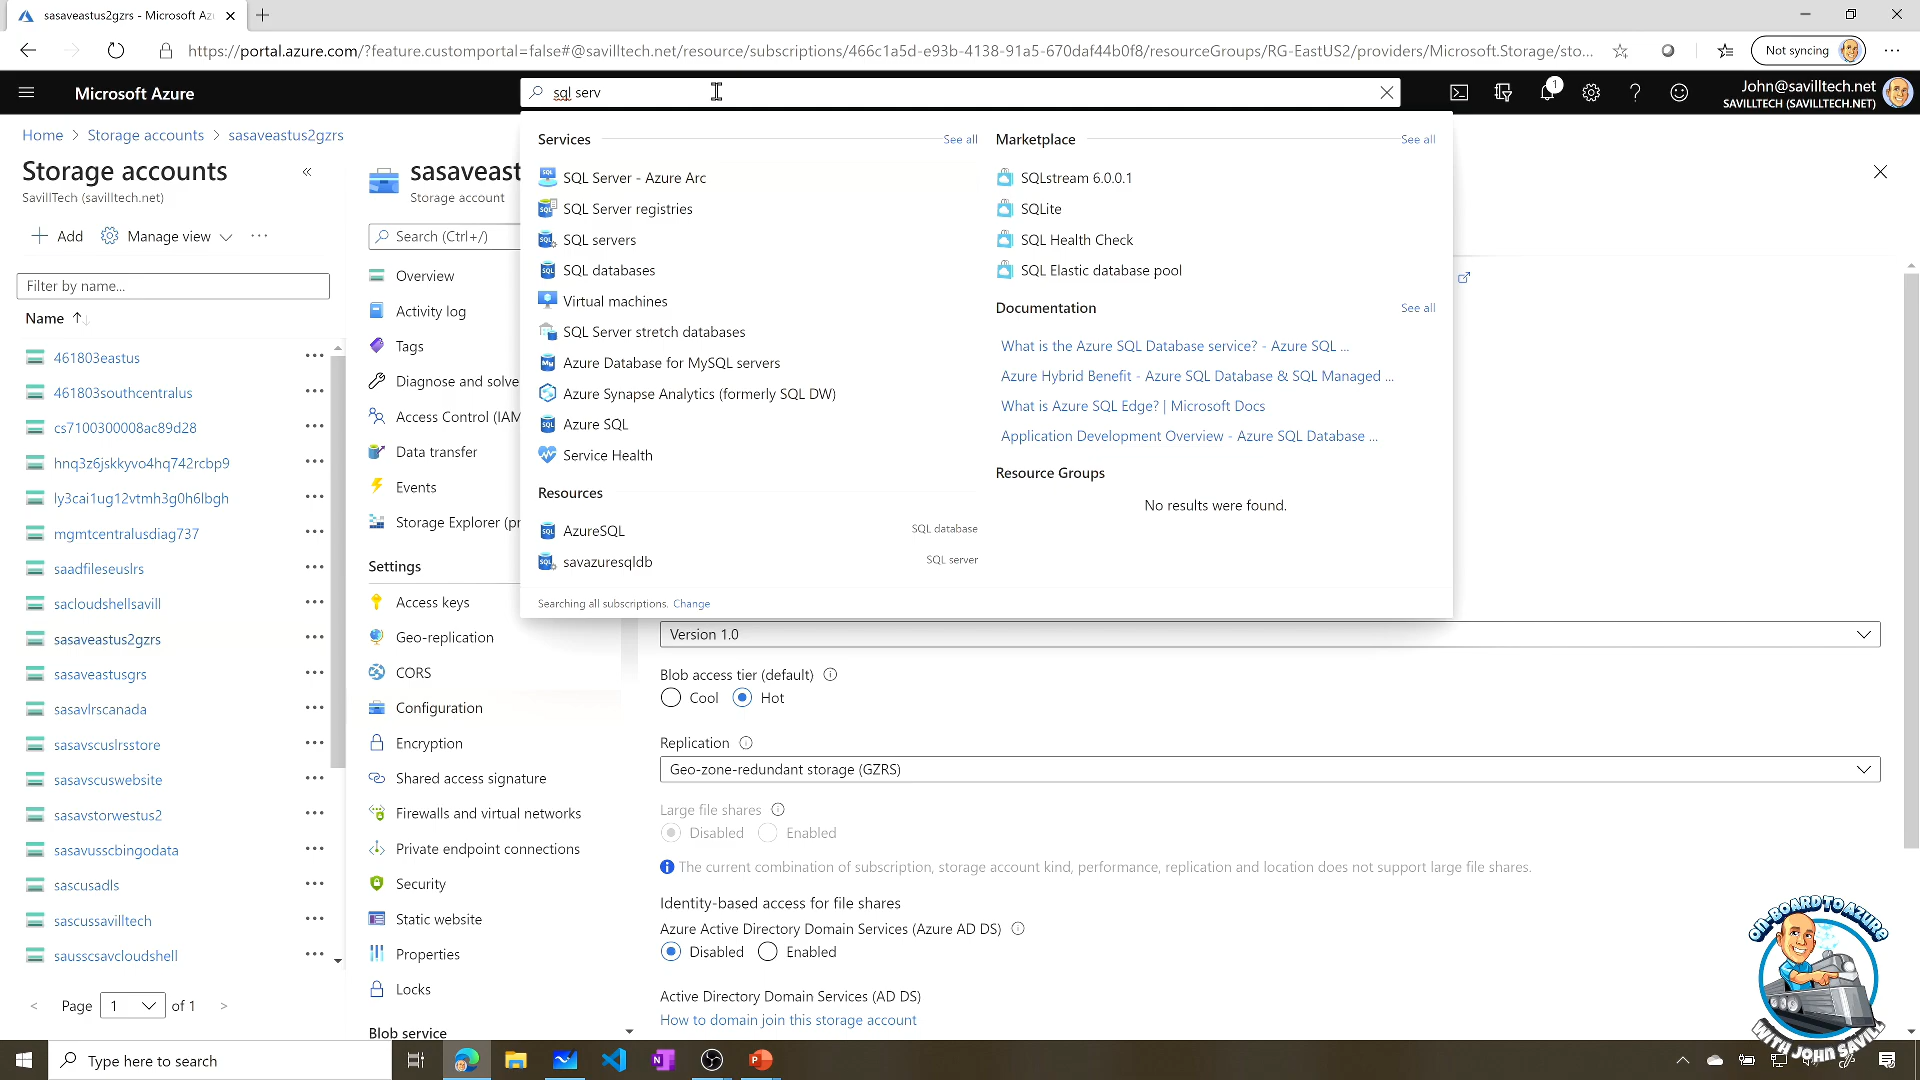 sasaveastus2gzrs - Microsoft Az
https://portal.azure.com/?feature.customportal=false#@savilltech.net/resource/subscriptions/466c1a5d-e93b-4138-91a5-670daf44b0f8/resourceGroups/RG-EastUS2/providers/Microsoft.Storage/sto...
Not syncing
Microsoft Azure
sql serv
1
John@savilltech.net
SAVILLTECH (SAVILLTECH.NET)
Home > Storage accounts > sasaveastus2gzrs
Storage accounts
SavillTech (savilltech.net)
Add
Manage view
Filter by name...
Name
461803eastus
461803southcentralus
cs7100300008ac89d28
hnq3z6jskkyvo4hq742rcbp9
ly3cai1ug12vtmh3g0h6lbgh
mgmtcentralusdiag737
saadfileseuslrs
sacloudshellsavill
sasaveastus2gzrs
sasaveastusgrs
sasavlrscanada
sasavscuslrsstore
sasavscuswebsite
sasavstorwestus2
sasavusscbingodata
sascusadls
sascussavilltech
sausscsavcloudshell
< Page 1 of 1 >
sasaveast
Storage account
Search (Ctrl+/)
Overview
Activity log
Tags
Diagnose and solve
Access Control (IAM
Data transfer
Events
Storage Explorer (pr
Settings
Access keys
Geo-replication
CORS
Configuration
Encryption
Shared access signature
Firewalls and virtual networks
Private endpoint connections
Security
Static website
Properties
Locks
Blob service
Services
See all
SQL Server - Azure Arc
SQL Server registries
SQL servers
SQL databases
Virtual machines
SQL Server stretch databases
Azure Database for MySQL servers
Azure Synapse Analytics (formerly SQL DW)
Azure SQL
Service Health
Resources
AzureSQL
SQL database
savazuresqldb
SQL server
Searching all subscriptions. Change
Marketplace
See all
SQLstream 6.0.0.1
SQLite
SQL Health Check
SQL Elastic database pool
Documentation
See all
What is the Azure SQL Database service? - Azure SQL ...
Azure Hybrid Benefit - Azure SQL Database & SQL Managed ...
What is Azure SQL Edge? | Microsoft Docs
Application Development Overview - Azure SQL Database ...
Resource Groups
No results were found.
Version 1.0
Blob access tier (default)
Cool Hot
Replication
Geo-zone-redundant storage (GZRS)
Large file shares
Disabled Enabled
The current combination of subscription, storage account kind, performance, replication and location does not support large file shares.
Identity-based access for file shares
Azure Active Directory Domain Services (Azure AD DS)
Disabled Enabled
Active Directory Domain Services (AD DS)
How to domain join this storage account
ON-BOARD TO AZURE
WITH JOHN SAVILL
Type here to search